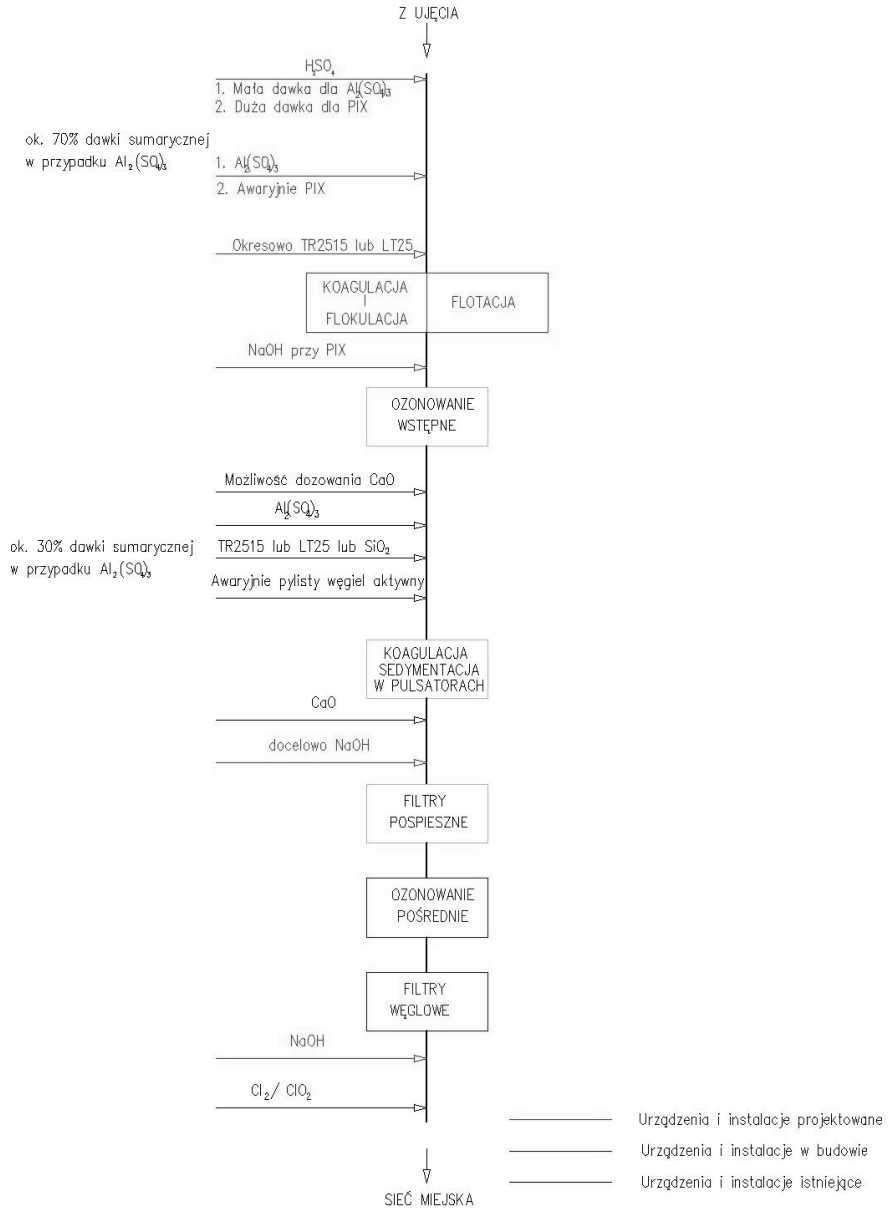 Z UJĘCIA
H₂SO₄
1. Mała dawka dla Al₂(SO₄)₃
2. Duża dawka dla PIX
ok. 70% dawki sumarycznej
w przypadku Al₂(SO₄)₃
1. Al₂(SO₄)₃
2. Awaryjnie PIX
Okresowo TR2515 lub LT25
KOAGULACJA
I
FLOKULACJA
FLOTACJA
NaOH przy PIX
OZONOWANIE
WSTĘPNE
Możliwość dozowania CaO
Al₂(SO₄)₃
ok. 30% dawki sumarycznej
w przypadku Al₂(SO₄)₃
TR2515 lub LT25 lub SiO₂
Awaryjnie pylisty węgiel aktywny
KOAGULACJA
SEDYMENTACJA
W PULSATORACH
CaO
docelowo NaOH
FILTRY
POSPIESZNE
OZONOWANIE
POŚREDNIE
FILTRY
WĘGLOWE
NaOH
Cl₂/ ClO₂
Urządzenia i instalacje projektowane
Urządzenia i instalacje w budowie
Urządzenia i instalacje istniejące
SIEĆ MIEJSKA